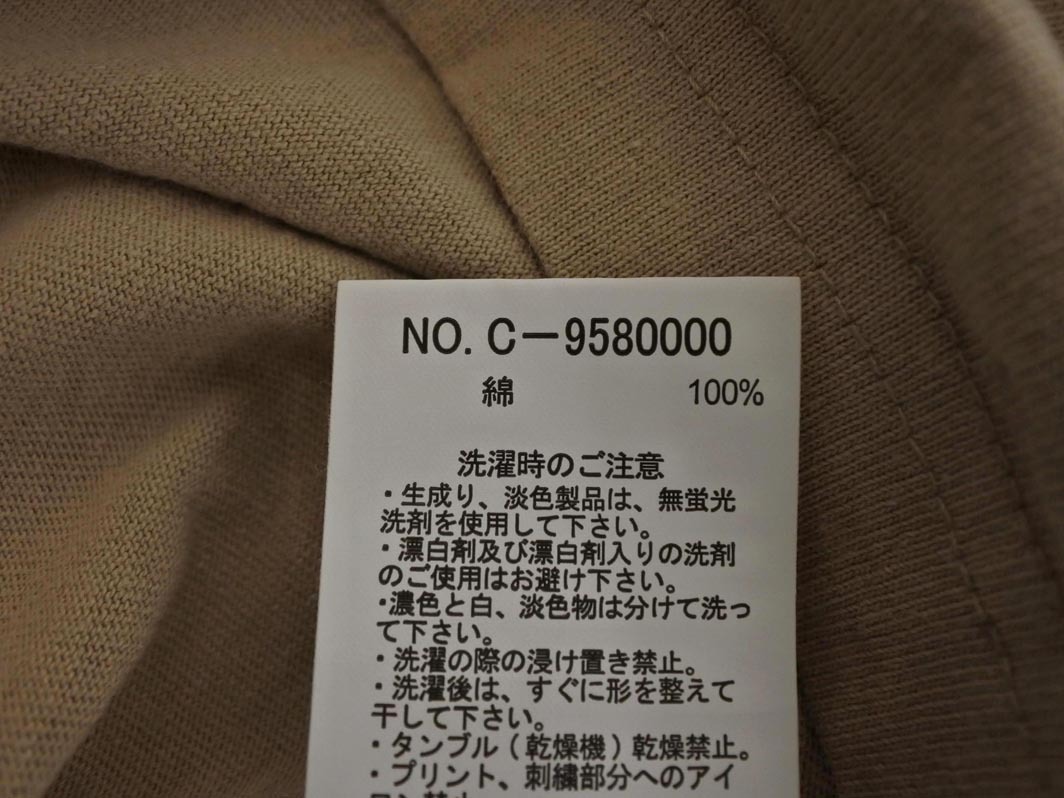 NO. C－9580000
綿 100%
洗濯時のご注意
・生成り、淡色製品は、無蛍光
洗剤を使用して下さい。
・漂白剤及び漂白剤入りの洗剤
のご使用はお避け下さい。
・濃色と白、淡色物は分けて洗っ
て下さい。
・洗濯の際の浸け置き禁止。
・洗濯後は、すぐに形を整えて
干して下さい。
・タンブル（乾燥機）乾燥禁止。
・プリント、刺繍部分へのアイ